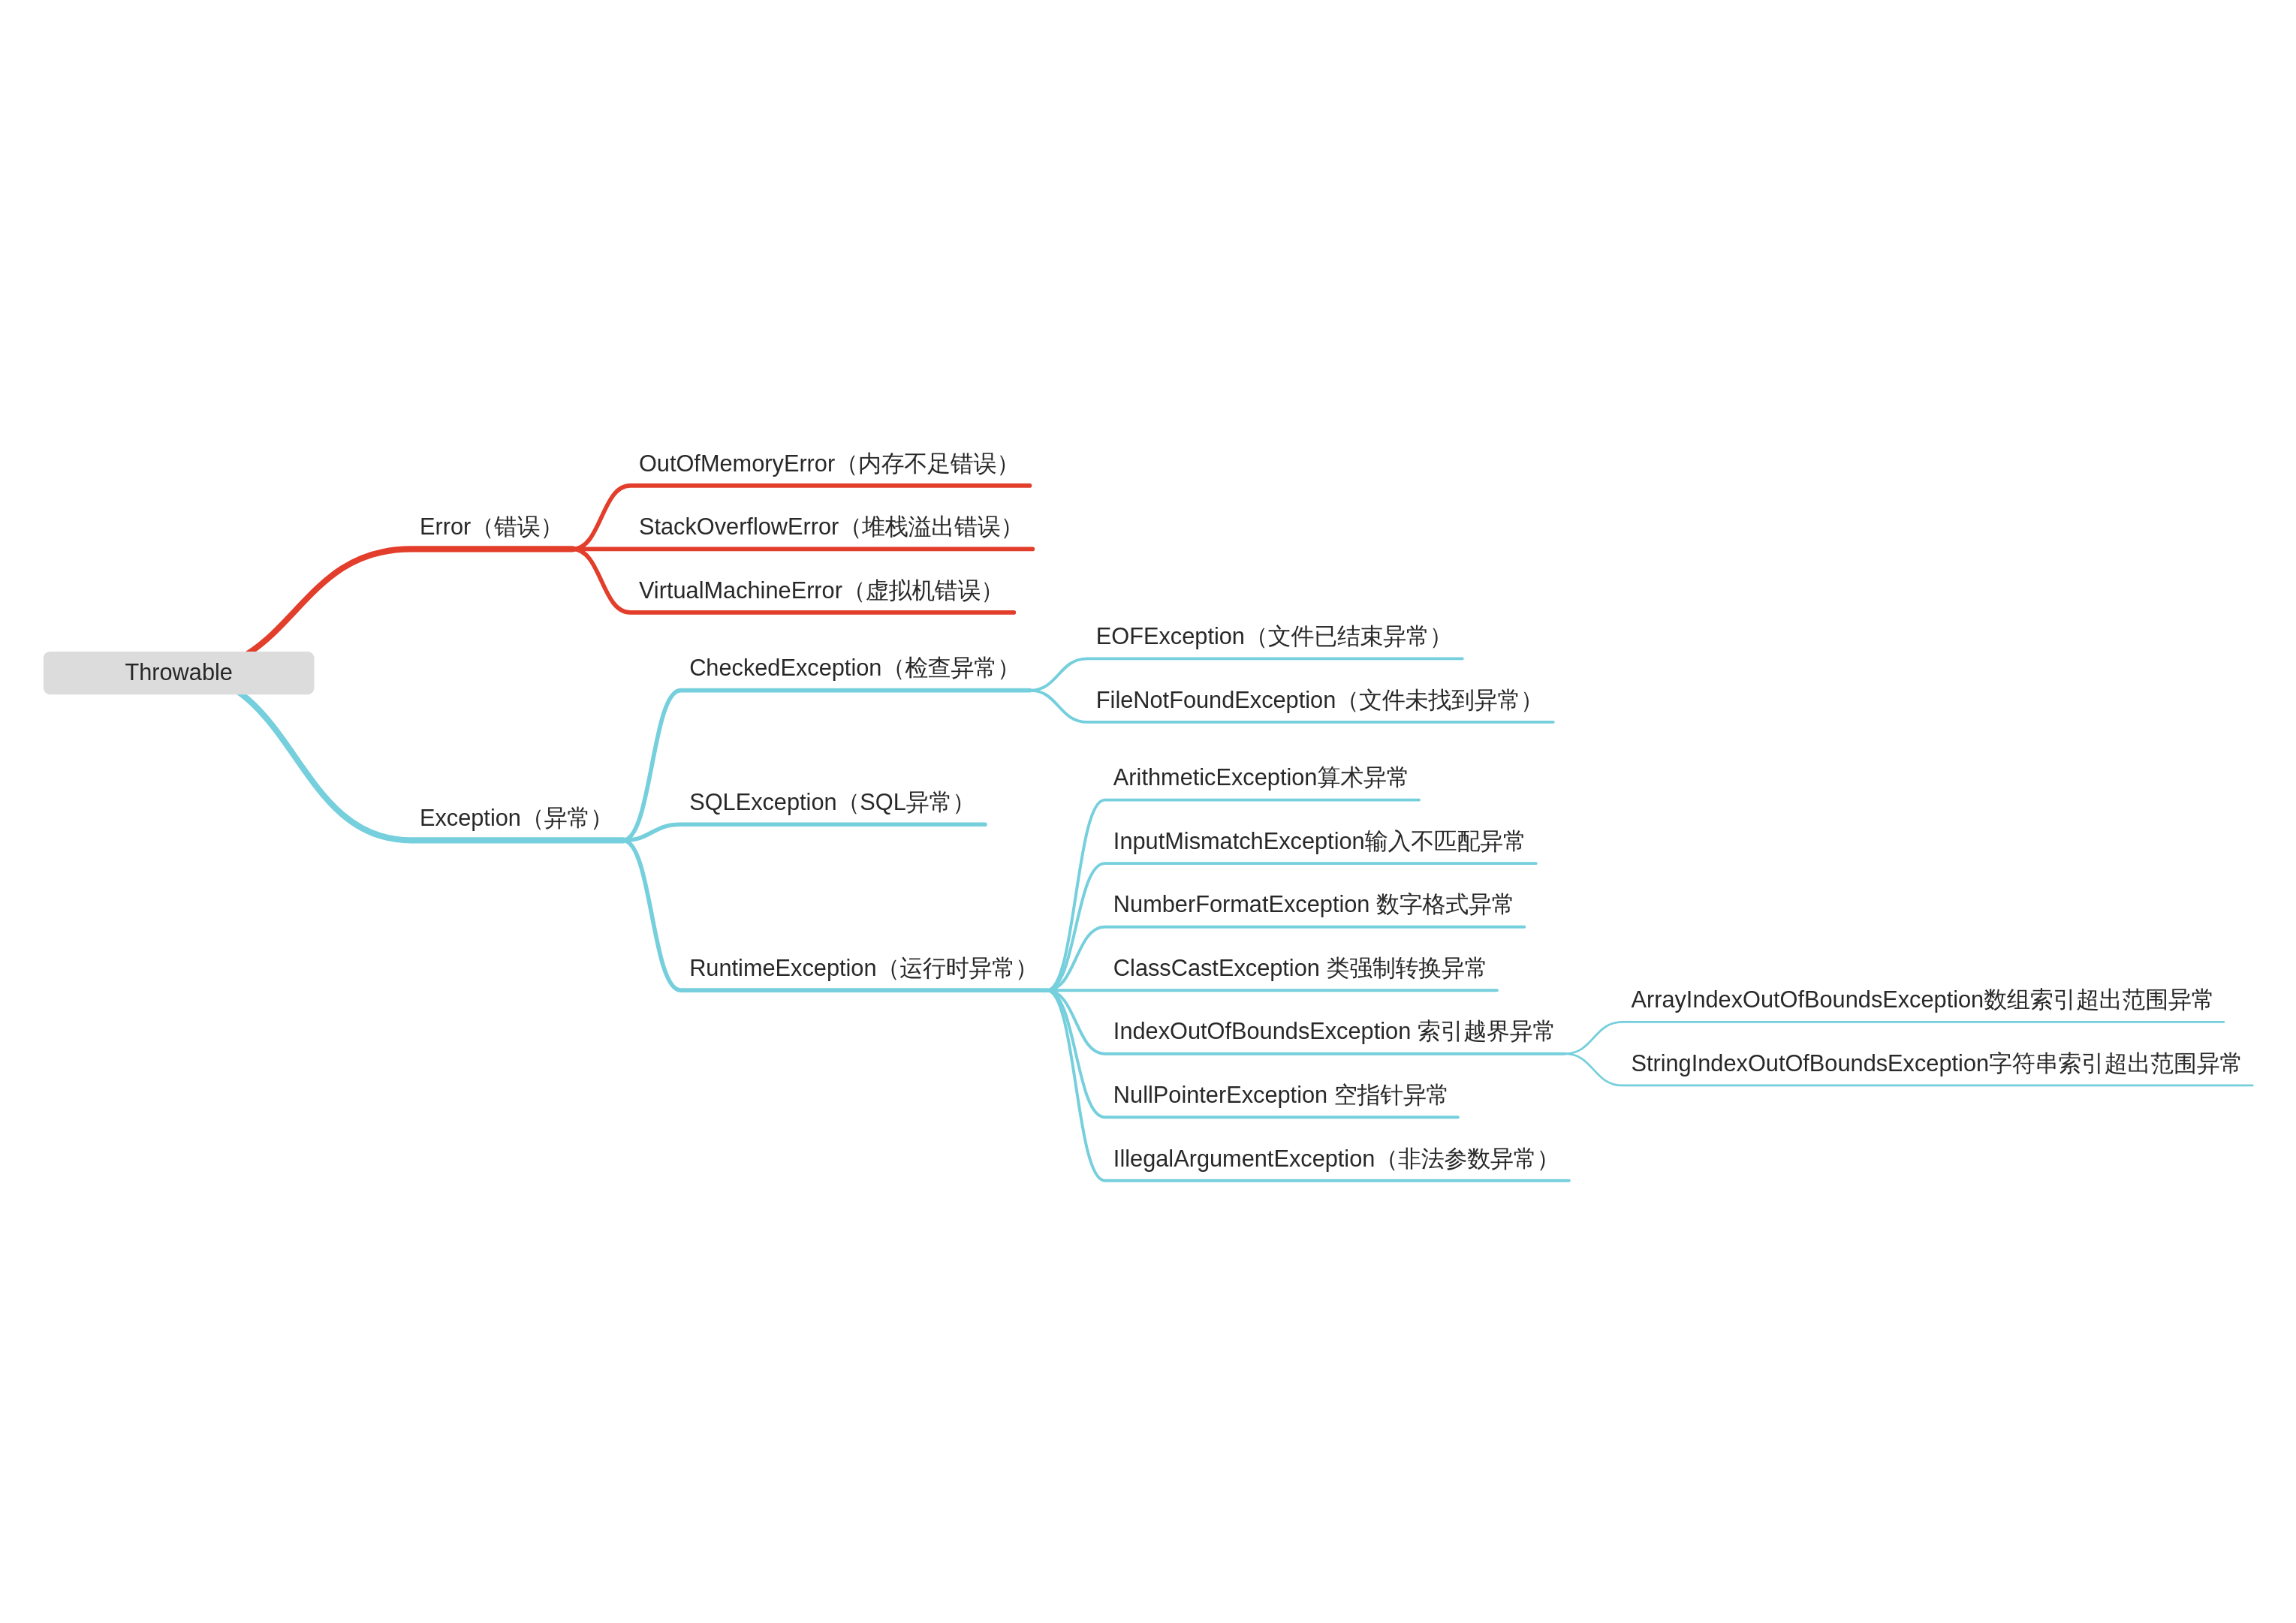 Throwable
Error（错误）
OutOfMemoryError（内存不足错误）
StackOverflowError（堆栈溢出错误）
VirtualMachineError（虚拟机错误）
Exception（异常）
CheckedException（检查异常）
EOFException（文件已结束异常）
FileNotFoundException（文件未找到异常）
SQLException（SQL异常）
RuntimeException（运行时异常）
ArithmeticException算术异常
InputMismatchException输入不匹配异常
NumberFormatException 数字格式异常
ClassCastException 类强制转换异常
IndexOutOfBoundsException 索引越界异常
ArrayIndexOutOfBoundsException数组索引超出范围异常
StringIndexOutOfBoundsException字符串索引超出范围异常
NullPointerException 空指针异常
IllegalArgumentException（非法参数异常）